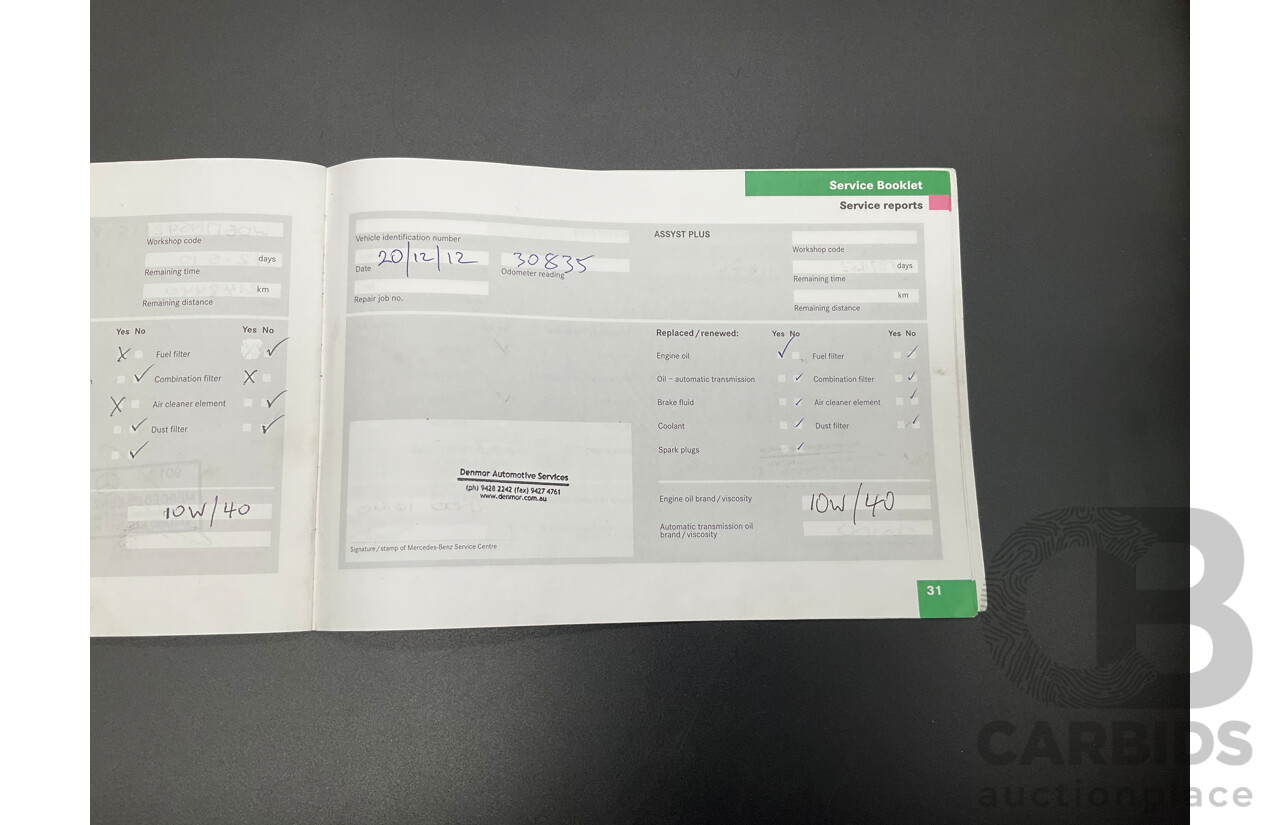 Service Booklet
Service reports
Workshop code
days
Remaining time
km
Remaining distance
Yes No
Yes No
Fuel filter
Combination filter
Air cleaner element
Dust filter
10W/40
Vehicle identification number
20/12/12
30835
Date
Odometer reading
Repair job no.
ASSYST PLUS
Workshop code
days
Remaining time
km
Remaining distance
Replaced/renewed:
Yes No
Yes No
Engine oil
Fuel filter
Oil – automatic transmission
Combination filter
Brake fluid
Air cleaner element
Coolant
Dust filter
Spark plugs
Denmar Automotive Services
(ph) 9428 2242 (fax) 9427 4761
www.denmor.com.au
Signature/stamp of Mercedes-Benz Service Centre
Engine oil brand/viscosity
10W/40
Automatic transmission oil
brand/viscosity
31
CB
CARBIDS
auctionplace